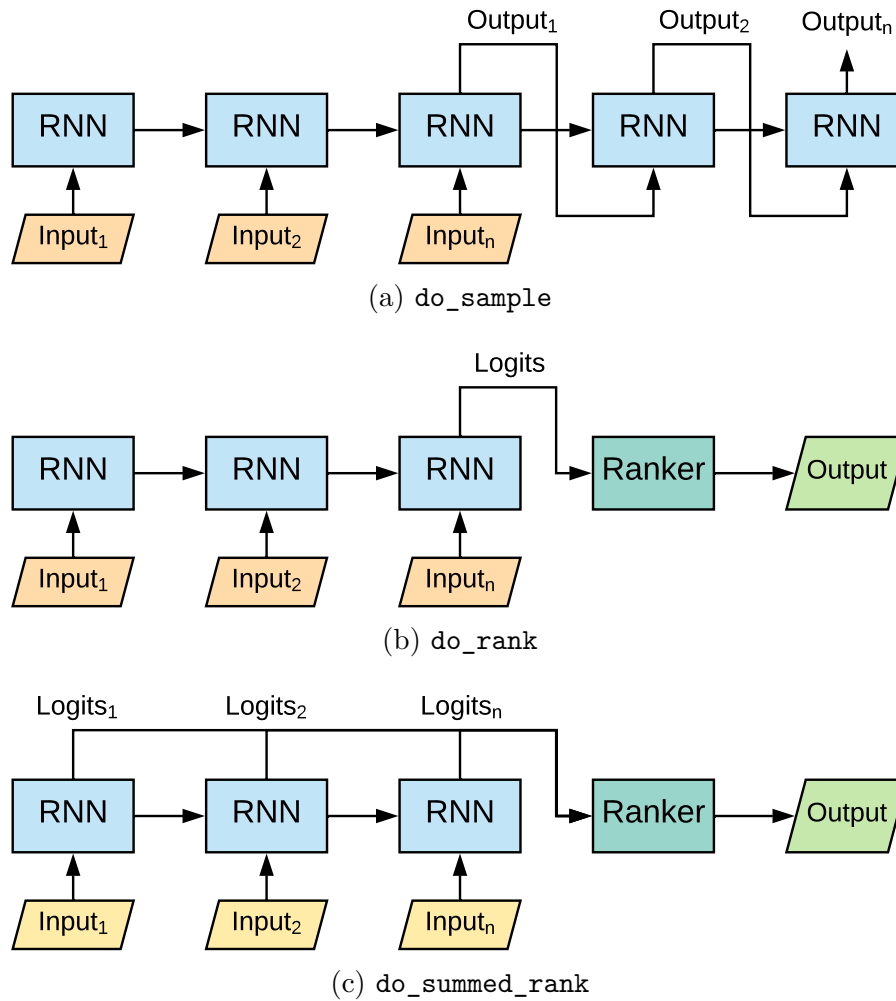 Output₁ Output₂ Outputₙ
RNN RNN RNN RNN RNN
Input₁ Input₂ Inputₙ
(a) do_sample
Logits
RNN RNN RNN Ranker Output
Input₁ Input₂ Inputₙ
(b) do_rank
Logits₁ Logits₂ Logitsₙ
RNN RNN RNN Ranker Output
Input₁ Input₂ Inputₙ
(c) do_summed_rank